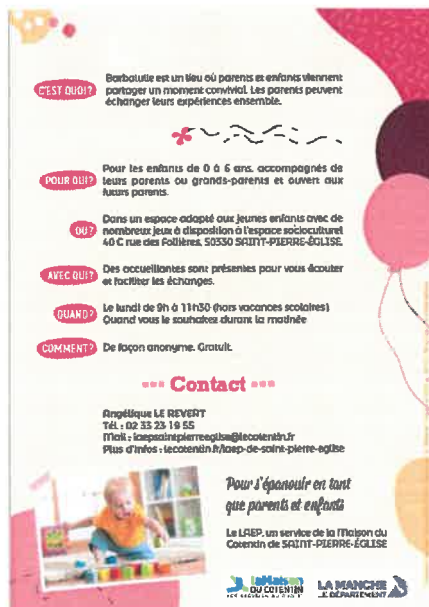 C'EST QUOI?
Barbatulle est un lieu où parents et enfants viennent
partager un moment convivial. Les parents peuvent
échanger leurs expériences ensemble.
POUR QUI?
Pour les enfants de 0 à 6 ans, accompagnés de
leurs parents ou grands-parents et ouvert aux
futurs parents.
OÙ?
Dans un espace adapté aux jeunes enfants avec de
nombreux jeux à disposition à l'espace socioculturel
40 C rue des Follières, 50330 SAINT-PIERRE-ÉGLISE.
AVEC QUI?
Des accueillantes sont présentes pour vous écouter
et faciliter les échanges.
QUAND?
Le lundi de 9h à 11h30 (hors vacances scolaires)
Quand vous le souhaitez durant la matinée
COMMENT?
De façon anonyme. Gratuit.
Contact
Angélique LE REVERT
Tél. : 02 33 23 19 55
Mail : laepsaintpierreeglise@lecotentin.fr
Plus d'infos : lecotentin.fr/laep-de-saint-pierre-eglise
Pour s'épanouir en tant
que parents et enfants
Le LAEP, un service de la Maison du
Cotentin de SAINT-PIERRE-ÉGLISE
la Maison
DU COTENTIN
LA MANCHE
LE DÉPARTEMENT